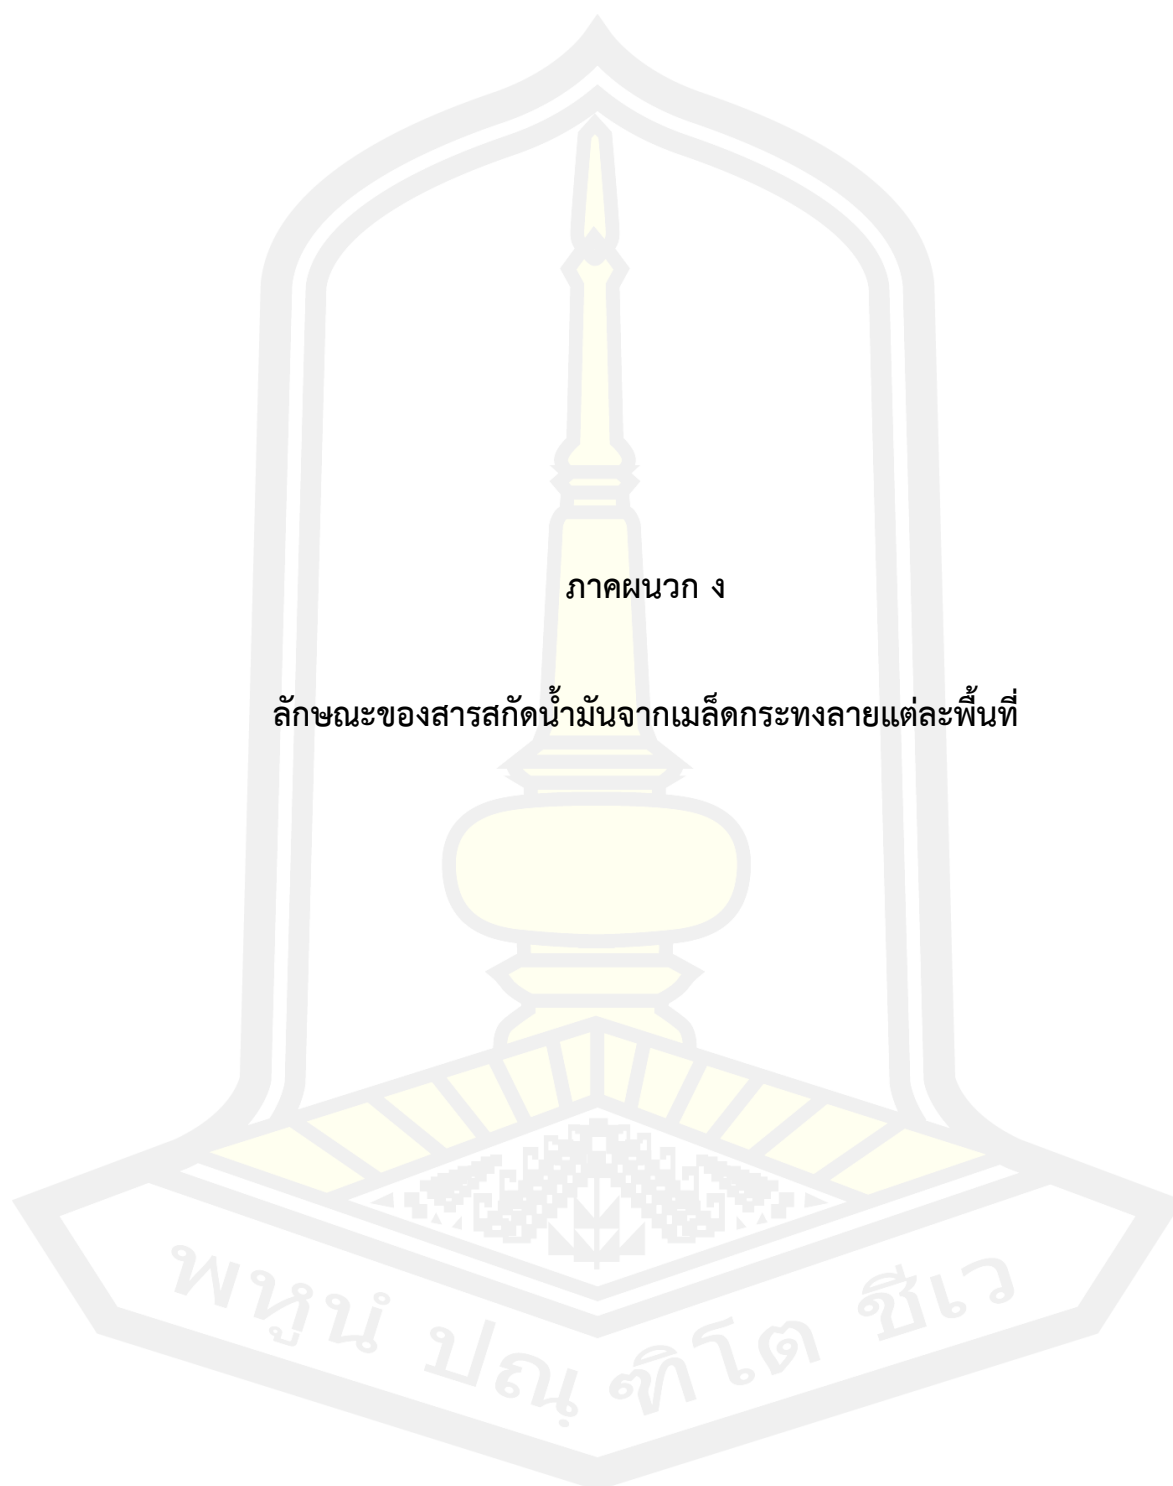 ภาคผนวก ง
ลักษณะของสารสกัดน้ำมันจากเมล็ดกระทงลายแต่ละพื้นที่
พหูนํ ปณฺ ฑิโต ชีเว